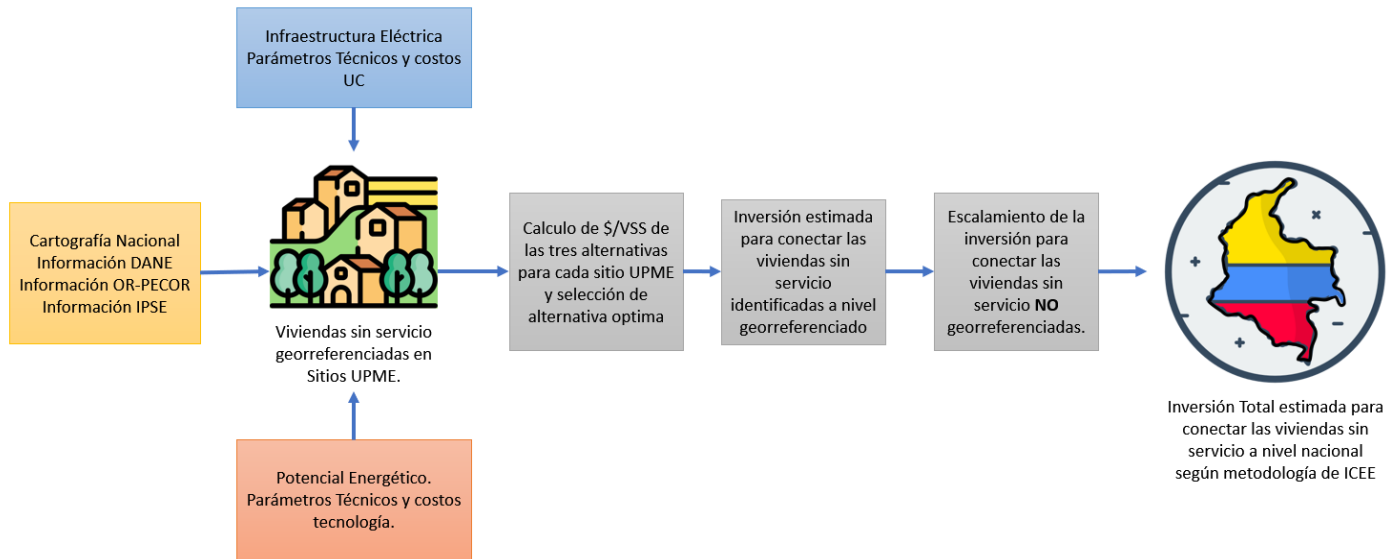 Infraestructura Eléctrica
Parámetros Técnicos y costos
UC
Cartografía Nacional
Información DANE
Información OR-PECOR
Información IPSE
Viviendas sin servicio
georreferenciadas en
Sitios UPME.
Potencial Energético.
Parámetros Técnicos y costos
tecnología.
Calculo de $/VSS de
las tres alternativas
para cada sitio UPME
y selección de
alternativa optima
Inversión estimada
para conectar las
viviendas sin
servicio
identificadas a nivel
georreferenciado
Escalamiento de la
inversión para
conectar las
viviendas sin
servicio NO
georreferenciadas.
Inversión Total estimada para
conectar las viviendas sin
servicio a nivel nacional
según metodología de ICEE